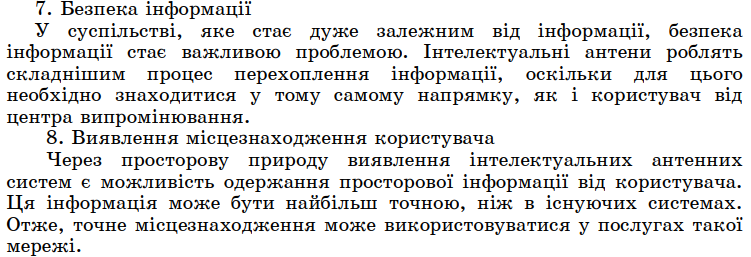 7. Безпека інформації
У суспільстві, яке стає дуже залежним від інформації, безпека
інформації стає важливою проблемою. Інтелектуальні антени роблять
складнішим процес перехоплення інформації, оскільки для цього
необхідно знаходитися у тому самому напрямку, як і користувач від
центра випромінювання.
8. Виявлення місцезнаходження користувача
Через просторову природу виявлення інтелектуальних антенних
систем є можливість одержання просторової інформації від користувача.
Ця інформація може бути найбільш точною, ніж в існуючих системах.
Отже, точне місцезнаходження може використовуватися у послугах такої
мережі.